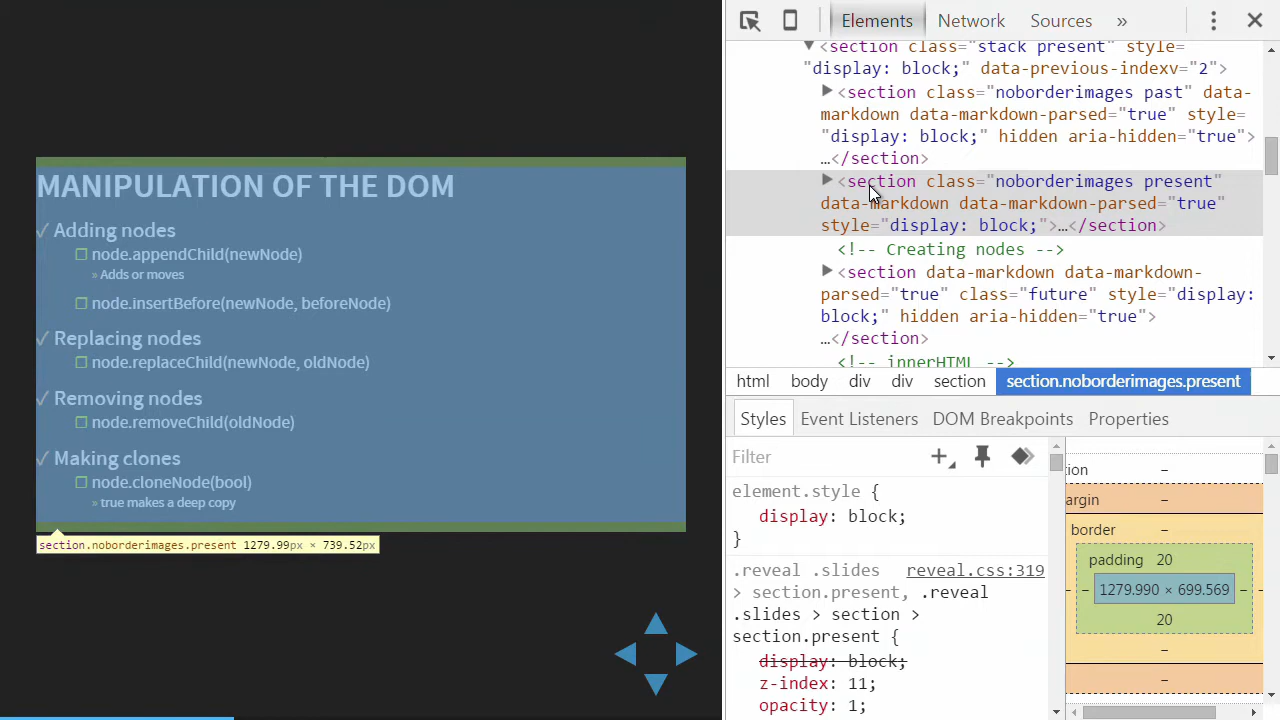 MANIPULATION OF THE DOM
✓ Adding nodes
node.appendChild(newNode)
» Adds or moves
node.insertBefore(newNode, beforeNode)
✓ Replacing nodes
node.replaceChild(newNode, oldNode)
✓ Removing nodes
node.removeChild(oldNode)
✓ Making clones
node.cloneNode(bool)
» true makes a deep copy
section.noborderimages.present 1279.99px × 739.52px
Elements Network Sources »
▼<section class="stack present" style=
"display: block;" data-previous-indexv="2">
▶<section class="noborderimages past" data-
markdown data-markdown-parsed="true" style=
"display: block;" hidden aria-hidden="true">
…</section>
▶<section class="noborderimages present"
data-markdown data-markdown-parsed="true"
style="display: block;">…</section>
<!-- Creating nodes -->
▶<section data-markdown data-markdown-
parsed="true" class="future" style="display:
block;" hidden aria-hidden="true">
…</section>
<!-- innerHTML -->
html body div div section section.noborderimages.present
Styles Event Listeners DOM Breakpoints Properties
Filter
element.style {
display: block;
}
.reveal .slides reveal.css:319
> section.present, .reveal
.slides > section >
section.present {
display: block;
z-index: 11;
opacity: 1;
tion –
argin –
border –
padding 20
– – 1279.990 × 699.569 – –
20
–
–